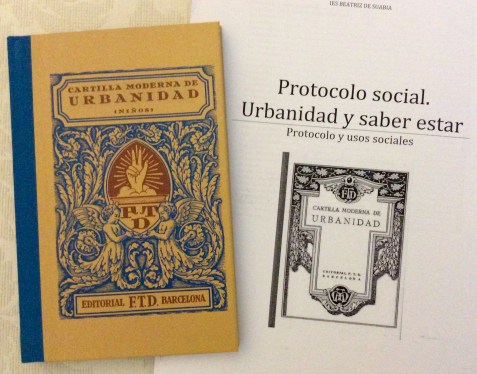 CARTILLA MODERNA DE
URBANIDAD
(NIÑOS)
F.T.D
EDITORIAL F.T.D. BARCELONA
IES BEATRIZ DE SUABIA
Protocolo social.
Urbanidad y saber estar
Protocolo y usos sociales
FTD
CARTILLA MODERNA DE
URBANIDAD
EDITORIAL F.T.D.
BARCELONA